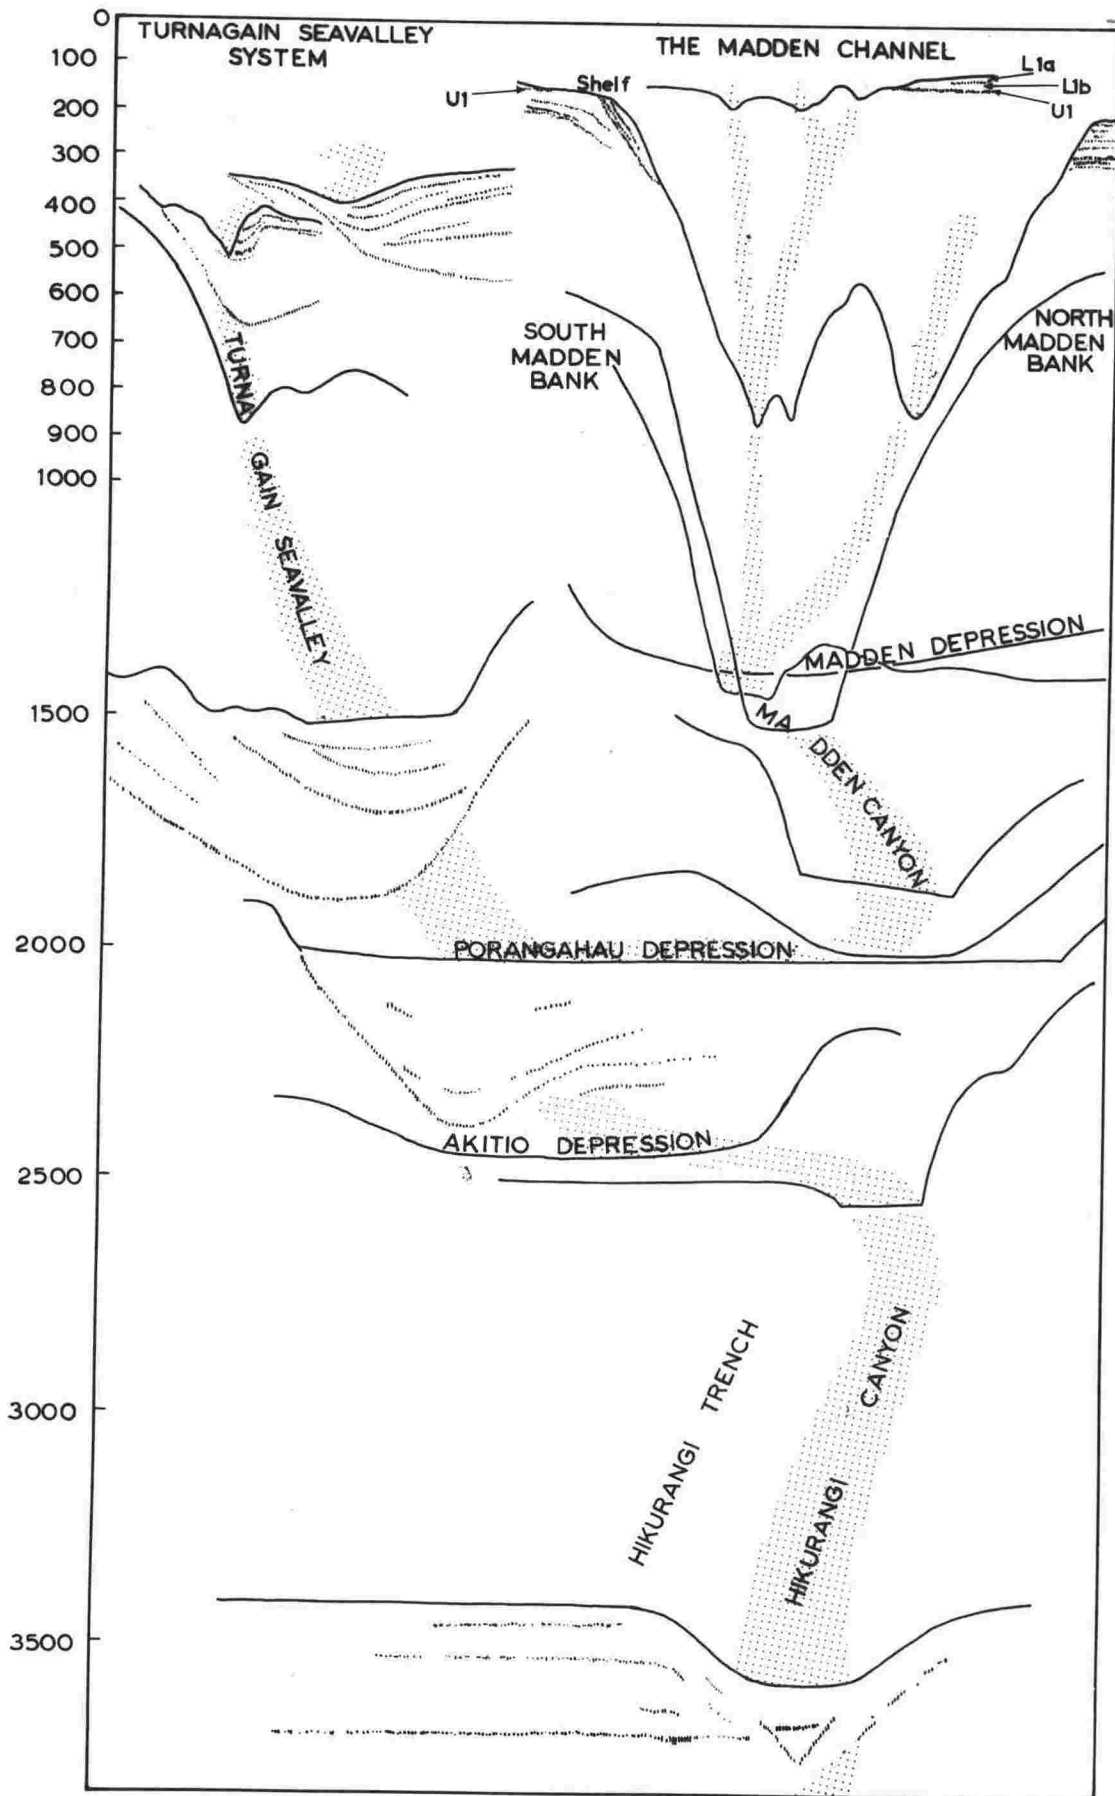 TURNAGAIN SEAVALLEY
SYSTEM
THE MADDEN CHANNEL
0
100
200
300
400
500
600
700
800
900
1000
1500
2000
2500
3000
3500
U1
Shelf
L1a
L1b
U1
SOUTH
MADDEN
BANK
NORTH
MADDEN
BANK
TURNA
GAIN
SEAVALLEY
MADDEN DEPRESSION
MA DDEN CANYON
PORANGAHAU DEPRESSION
AKITIO DEPRESSION
HIKURANGI TRENCH
HIKURANGI CANYON